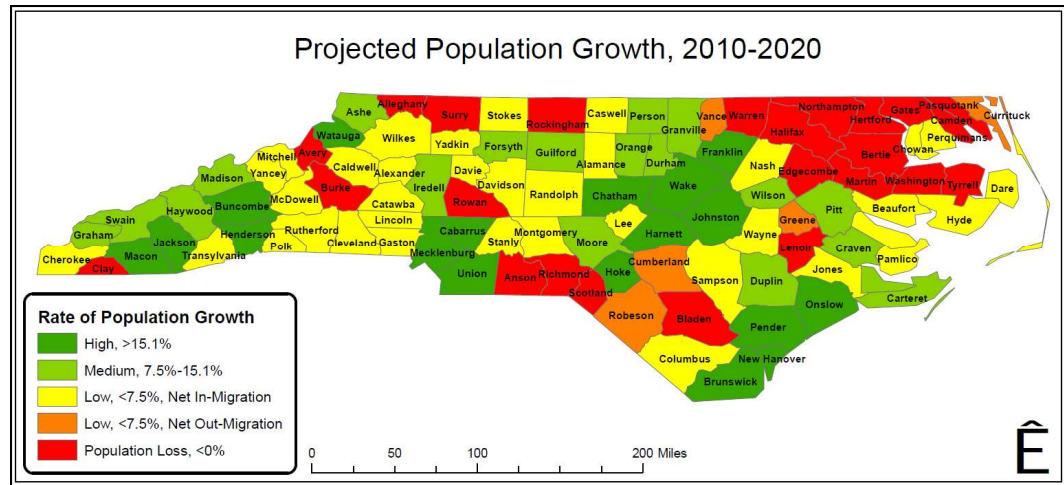 Projected Population Growth, 2010-2020
Ashe Alleghany Surry Stokes Rockingham Caswell Person Granville Vance Warren Northampton Gates Pasquotank Currituck
Watauga Wilkes Yadkin Forsyth Guilford Alamance Orange Durham Franklin Halifax Hertford Camden Perquimans
Mitchell Avery Caldwell Alexander Davie Nash Bertie Chowan
Yancey Madison Burke Iredell Davidson Randolph Chatham Wake Edgecombe Martin Washington Tyrrell Dare
McDowell Catawba Rowan Wilson Pitt Beaufort Hyde
Swain Haywood Buncombe Lincoln Johnston Greene
Graham Jackson Henderson Rutherford Cleveland Gaston Cabarrus Stanly Montgomery Moore Lee Harnett Wayne Lenoir Craven Pamlico
Cherokee Clay Macon Transylvania Polk Mecklenburg Union Anson Richmond Hoke Cumberland Sampson Duplin Jones Carteret
Scotland Robeson Bladen Pender Onslow
Columbus New Hanover
Brunswick
Rate of Population Growth
High, >15.1%
Medium, 7.5%-15.1%
Low, <7.5%, Net In-Migration
Low, <7.5%, Net Out-Migration
Population Loss, <0%
0 50 100 200 Miles
Ê